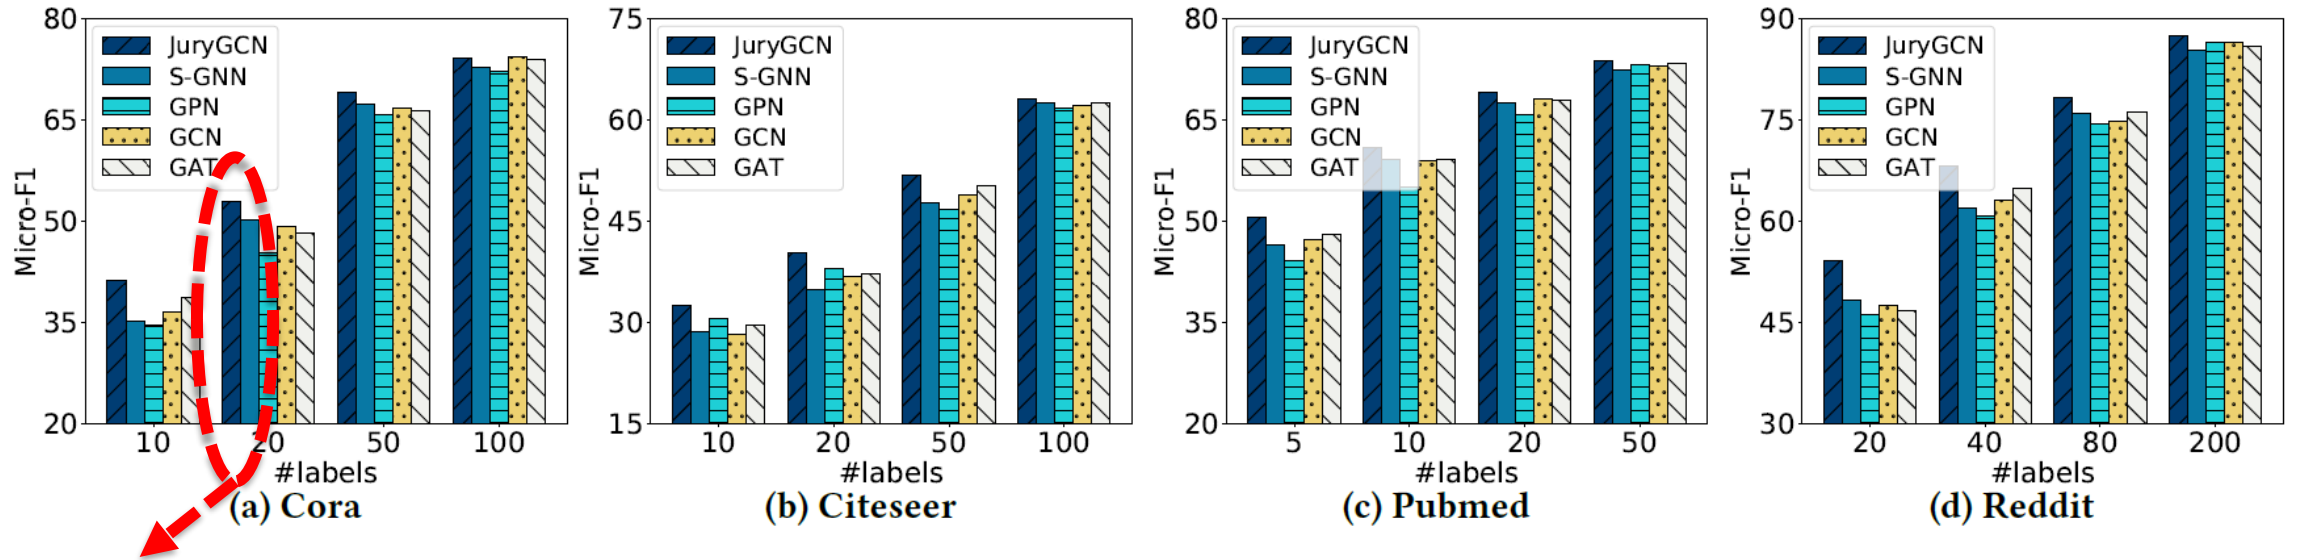 80
65
50
35
20
Micro-F1
JuryGCN
S-GNN
GPN
GCN
GAT
10 20 50 100
#labels
(a) Cora
75
60
45
30
15
Micro-F1
JuryGCN
S-GNN
GPN
GCN
GAT
10 20 50 100
#labels
(b) Citeseer
80
65
50
35
20
Micro-F1
JuryGCN
S-GNN
GPN
GCN
GAT
5 10 20 50
#labels
(c) Pubmed
90
75
60
45
30
Micro-F1
JuryGCN
S-GNN
GPN
GCN
GAT
20 40 80 200
#labels
(d) Reddit